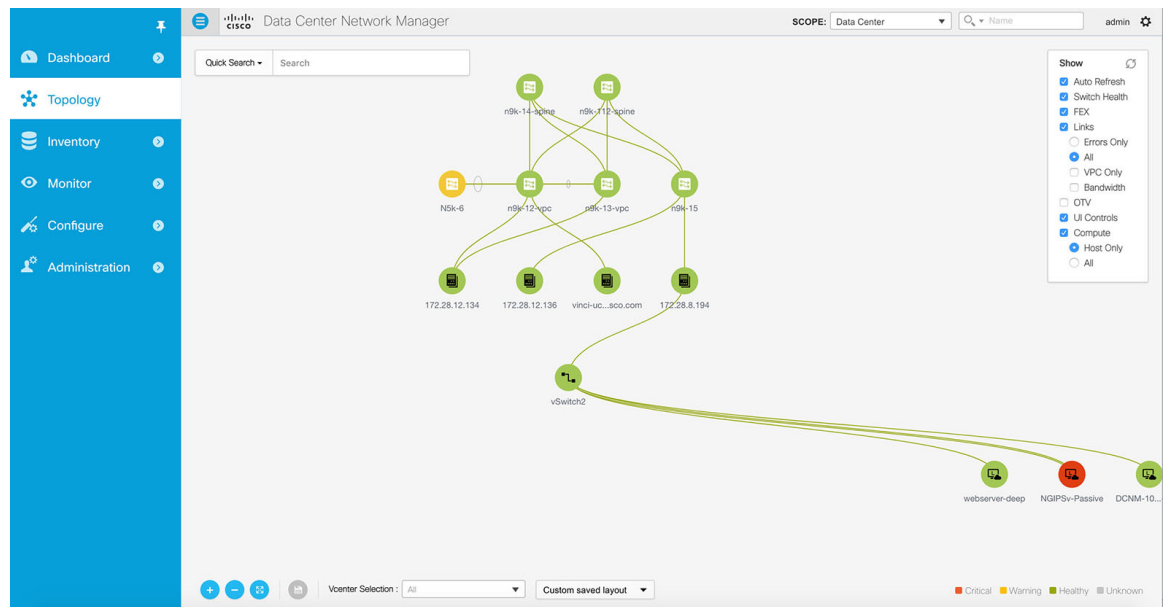 CISCO Data Center Network Manager
SCOPE: Data Center
Name
admin
Dashboard
Topology
Inventory
Monitor
Configure
Administration
Quick Search
Search
Show
Auto Refresh
Switch Health
FEX
Links
Errors Only
All
VPC Only
Bandwidth
OTV
UI Controls
Compute
Host Only
All
n9k-14-spine n9k-112-spine
N5k-6 n9k-12-vpc n9k-13-vpc n9k-15
172.28.12.134 172.28.12.136 vinci-uc...sco.com 172.28.8.194
vSwitch2
webserver-deep NGIPSv-Passive DCNM-10...
Vcenter Selection : All
Custom saved layout
Critical Warning Healthy Unknown